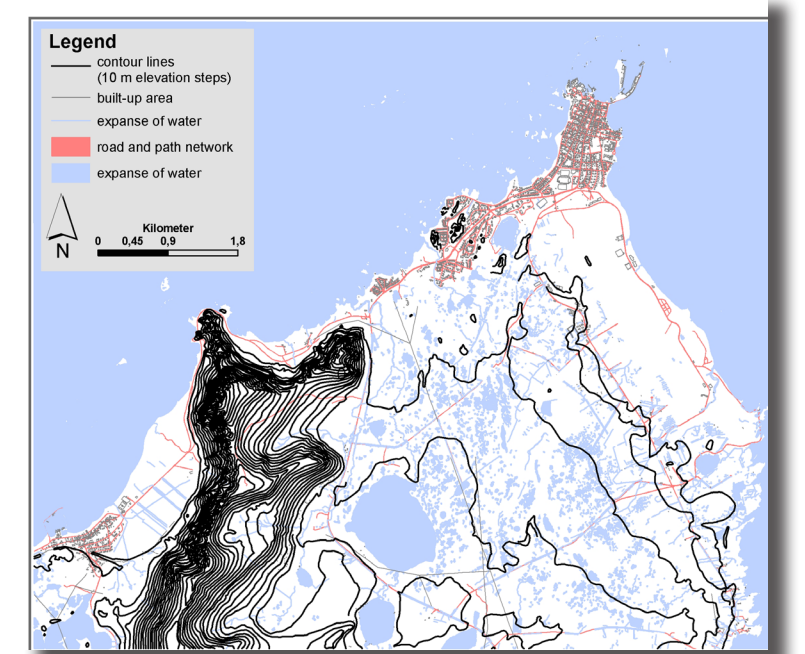 Legend
contour lines
(10 m elevation steps)
built-up area
expanse of water
road and path network
expanse of water
N
Kilometer
0 0,45 0,9 1,8